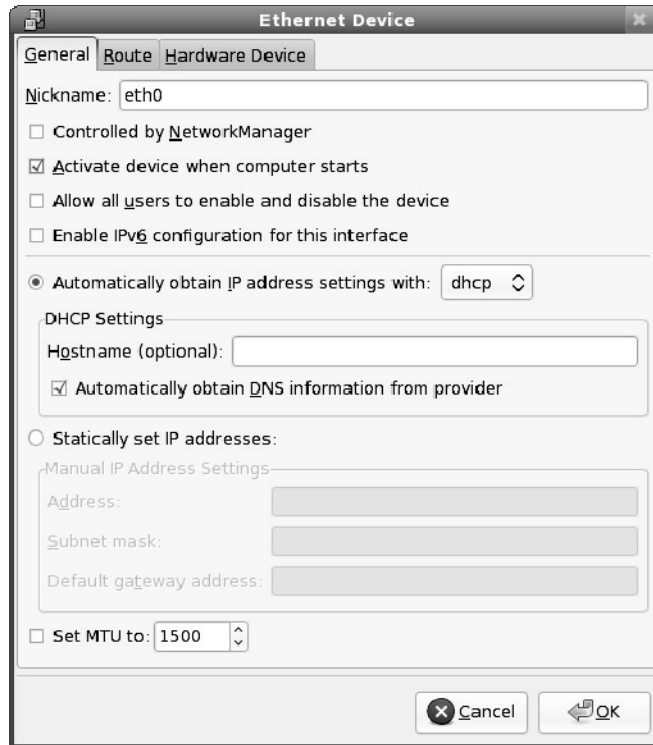 Ethernet Device
General Route Hardware Device
Nickname: eth0
Controlled by NetworkManager
Activate device when computer starts
Allow all users to enable and disable the device
Enable IPv6 configuration for this interface
Automatically obtain IP address settings with: dhcp
DHCP Settings
Hostname (optional):
Automatically obtain DNS information from provider
Statically set IP addresses:
Manual IP Address Settings
Address:
Subnet mask:
Default gateway address:
Set MTU to: 1500
Cancel OK